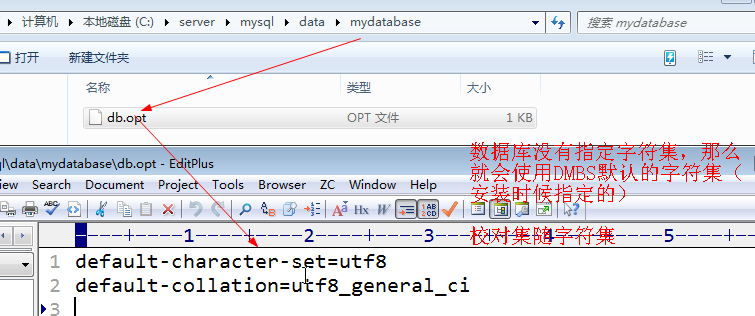 计算机 本地磁盘 (C:) server mysql data mydatabase 搜索 mydatabase
打开 新建文件夹
名称 类型 大小
db.opt OPT 文件 1 KB
数据库没有指定字符集,那么
就会使用DMBS默认的字符集(
安装时候指定的)
校对集随字符集
ql\data\mydatabase\db.opt - EditPlus
Search Document Project Tools Browser ZC Window Help
1 2 3 4 5
1 default-character-set=utf8
2 default-collation=utf8_general_ci
3